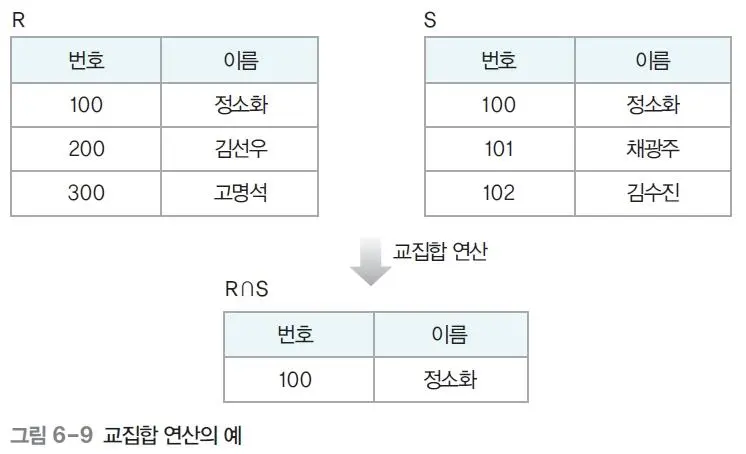 R
번호 이름
100 정소화
200 김선우
300 고명석
S
번호 이름
100 정소화
101 채광주
102 김수진
교집합 연산
R∩S
번호 이름
100 정소화
그림 6-9 교집합 연산의 예